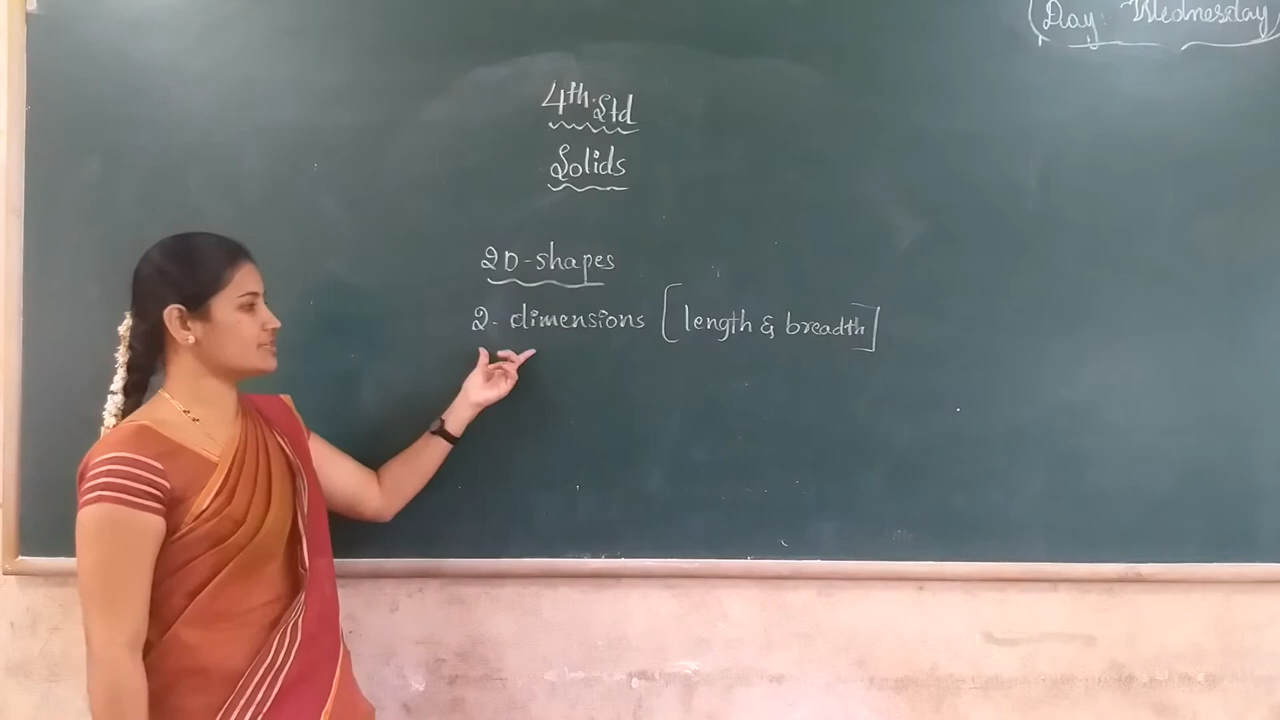 Day: Wednesday
4th Std
Solids
2D-shapes
2- dimensions [length & breadth]